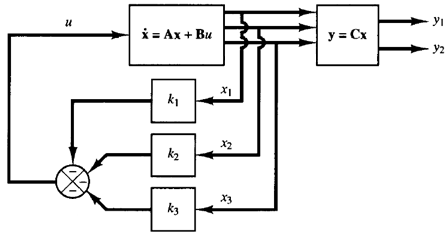 u
ẋ = Ax + Bu
y = Cx
y₁
y₂
k₁
x₁
k₂
x₂
k₃
x₃
− − −